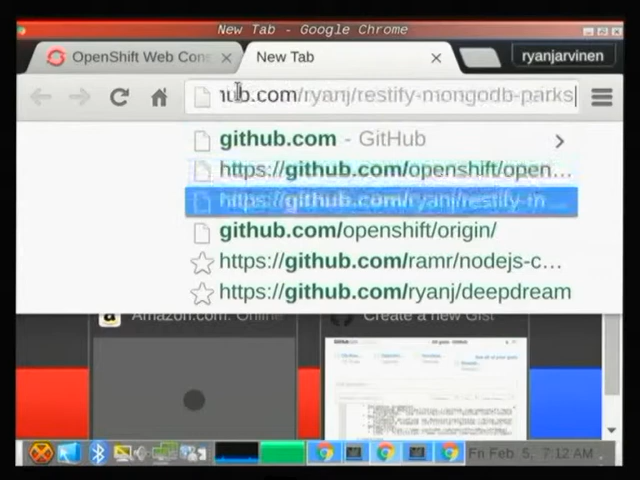 New Tab - Google Chrome
OpenShift Web Cons
New Tab
ryanjarvinen
hub.com/ryanj/restify-mongodb-parks
github.com - GitHub
https://github.com/openshift/open...
https://github.com/ryanj/restify-m...
github.com/openshift/origin/
https://github.com/ramr/nodejs-c...
https://github.com/ryanj/deepdream
Amazon.com: Online
Create a new Gist
Fri Feb 5, 7:12 AM